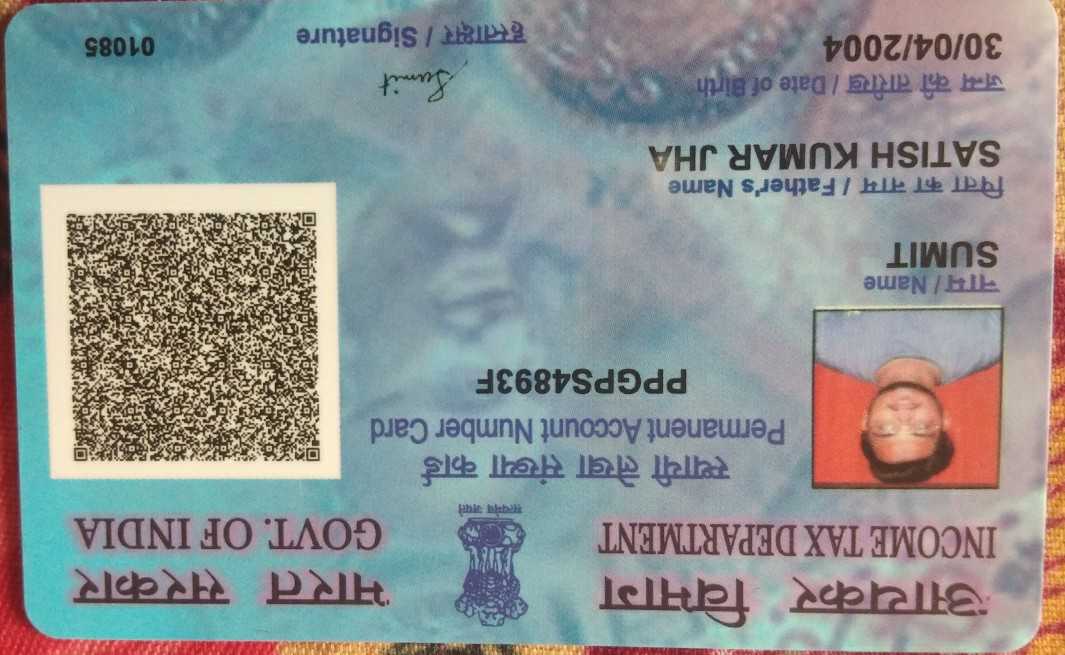 आयकर विभाग
INCOME TAX DEPARTMENT
भारत सरकार
GOVT. OF INDIA
सत्यमेव जयते
स्थायी लेखा संख्या कार्ड
Permanent Account Number Card
PPGPS4893F
नाम / Name
SUMIT
पिता का नाम / Father's Name
SATISH KUMAR JHA
जन्म की तारीख / Date of Birth
30/04/2004
Sumit
हस्ताक्षर / Signature
01085